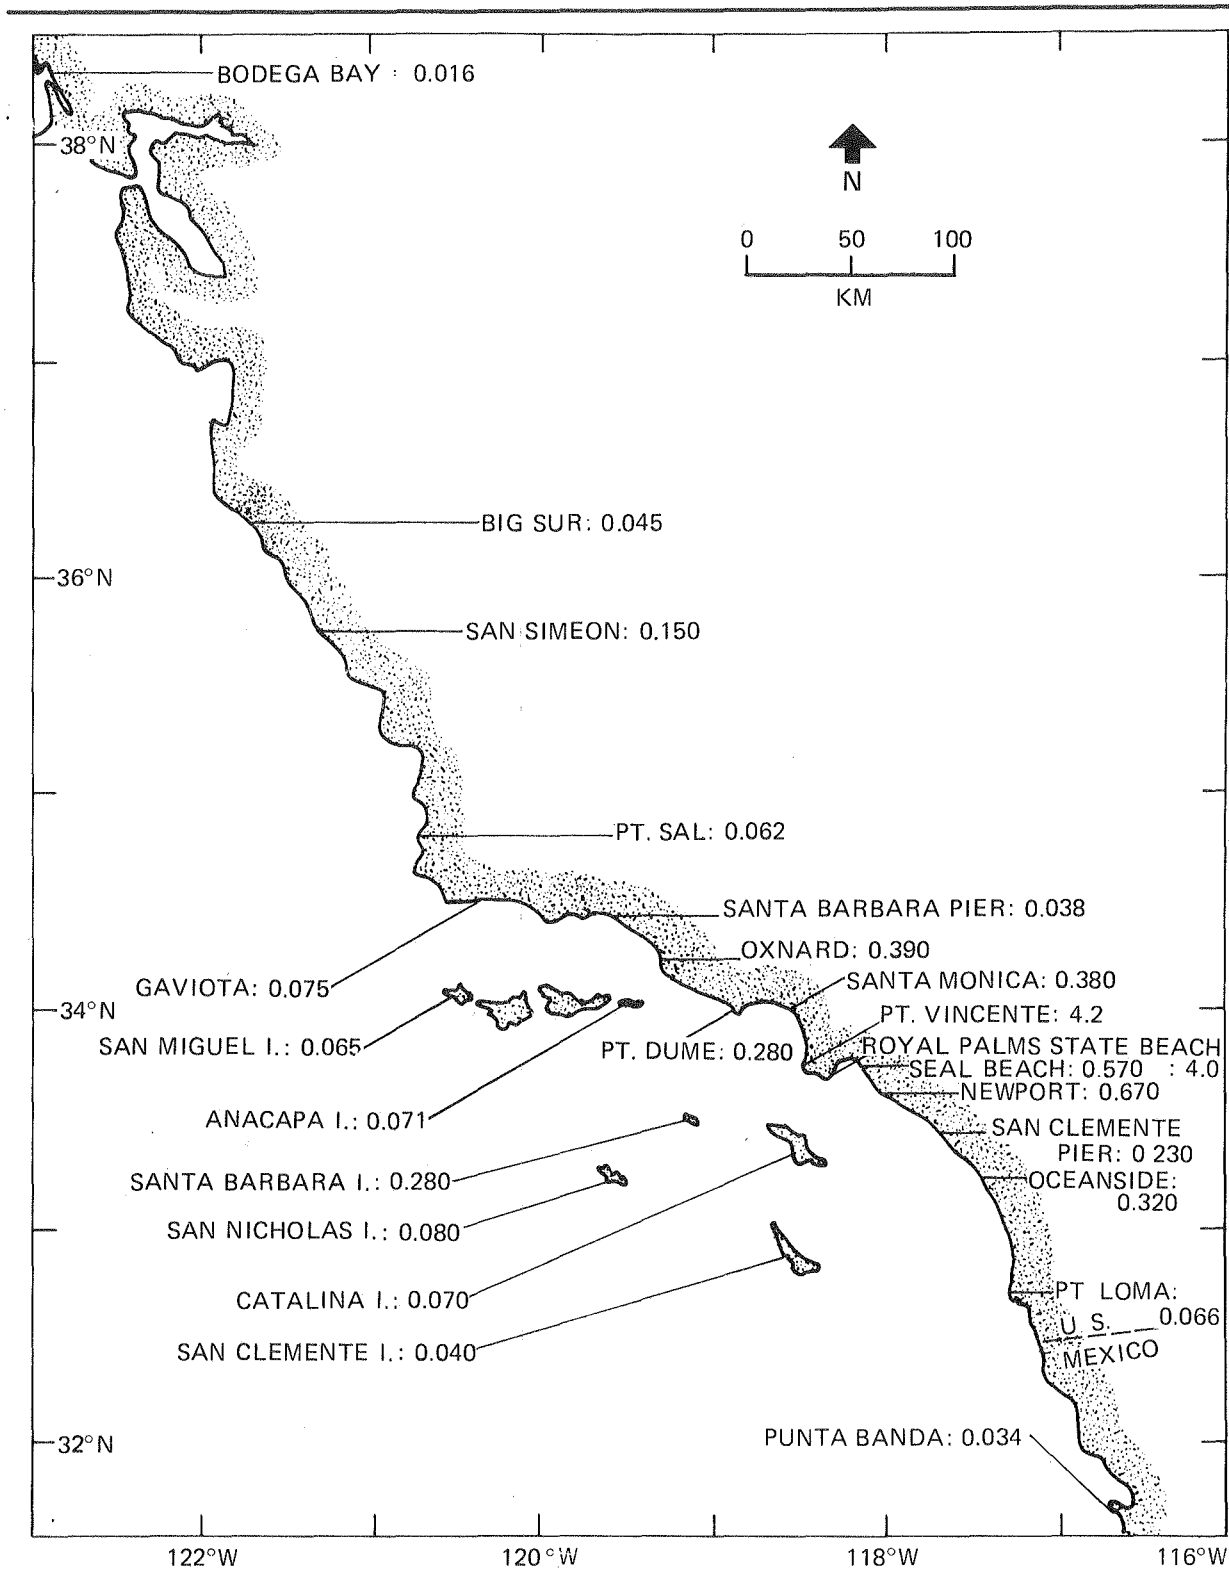 BODEGA BAY : 0.016
38°N
N
0 50 100
KM
BIG SUR: 0.045
36°N
SAN SIMEON: 0.150
PT. SAL: 0.062
SANTA BARBARA PIER: 0.038
OXNARD: 0.390
GAVIOTA: 0.075
SANTA MONICA: 0.380
34°N
PT. VINCENTE: 4.2
SAN MIGUEL I.: 0.065
PT. DUME: 0.280
ROYAL PALMS STATE BEACH
: 4.0
SEAL BEACH: 0.570
NEWPORT: 0.670
ANACAPA I.: 0.071
SAN CLEMENTE
PIER: 0 230
SANTA BARBARA I.: 0.280
OCEANSIDE:
0.320
SAN NICHOLAS I.: 0.080
CATALINA I.: 0.070
PT LOMA:
0.066
U S.
MEXICO
SAN CLEMENTE I.: 0.040
PUNTA BANDA: 0.034
32°N
122°W 120°W 118°W 116°W